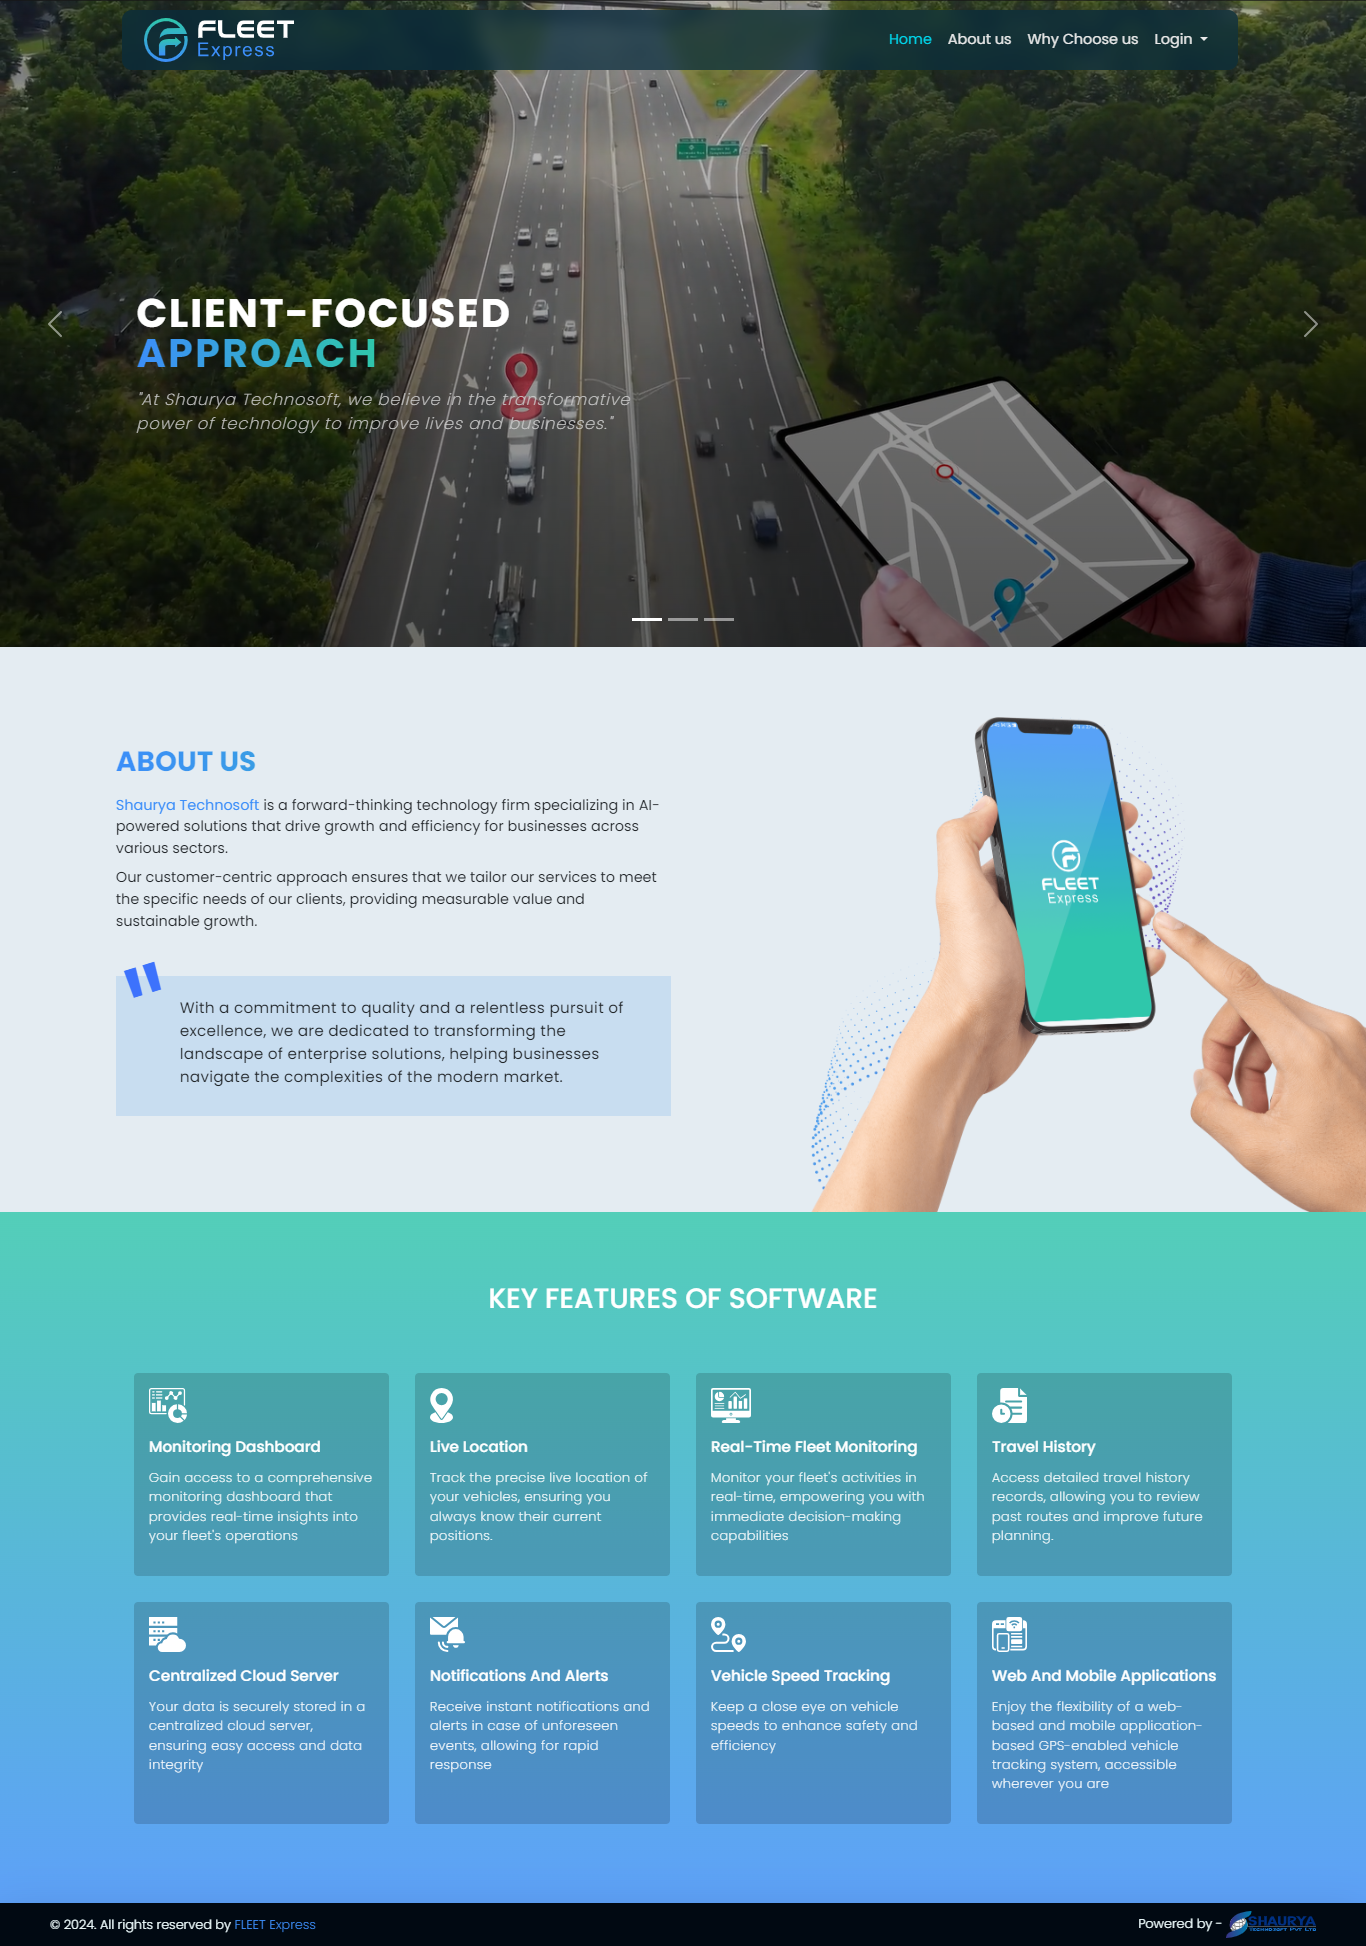 FLEET
Express
Home
About us
Why Choose us
Login
CLIENT-FOCUSED
APPROACH
"At Shaurya Technosoft, we believe in the transformative
power of technology to improve lives and businesses."
ABOUT US
Shaurya Technosoft is a forward-thinking technology firm specializing in AI-
powered solutions that drive growth and efficiency for businesses across
various sectors.
Our customer-centric approach ensures that we tailor our services to meet
the specific needs of our clients, providing measurable value and
sustainable growth.
"
With a commitment to quality and a relentless pursuit of
excellence, we are dedicated to transforming the
landscape of enterprise solutions, helping businesses
navigate the complexities of the modern market.
FLEET
Express
KEY FEATURES OF SOFTWARE
Monitoring Dashboard
Gain access to a comprehensive
monitoring dashboard that
provides real-time insights into
your fleet's operations
Live Location
Track the precise live location of
your vehicles, ensuring you
always know their current
positions.
Real-Time Fleet Monitoring
Monitor your fleet's activities in
real-time, empowering you with
immediate decision-making
capabilities
Travel History
Access detailed travel history
records, allowing you to review
past routes and improve future
planning.
Centralized Cloud Server
Your data is securely stored in a
centralized cloud server,
ensuring easy access and data
integrity
Notifications And Alerts
Receive instant notifications and
alerts in case of unforeseen
events, allowing for rapid
response
Vehicle Speed Tracking
Keep a close eye on vehicle
speeds to enhance safety and
efficiency
Web And Mobile Applications
Enjoy the flexibility of a web-
based and mobile application-
based GPS-enabled vehicle
tracking system, accessible
wherever you are
© 2024. All rights reserved by FLEET Express
Powered by -
SHAURYA
TECHNOSOFT PVT LTD